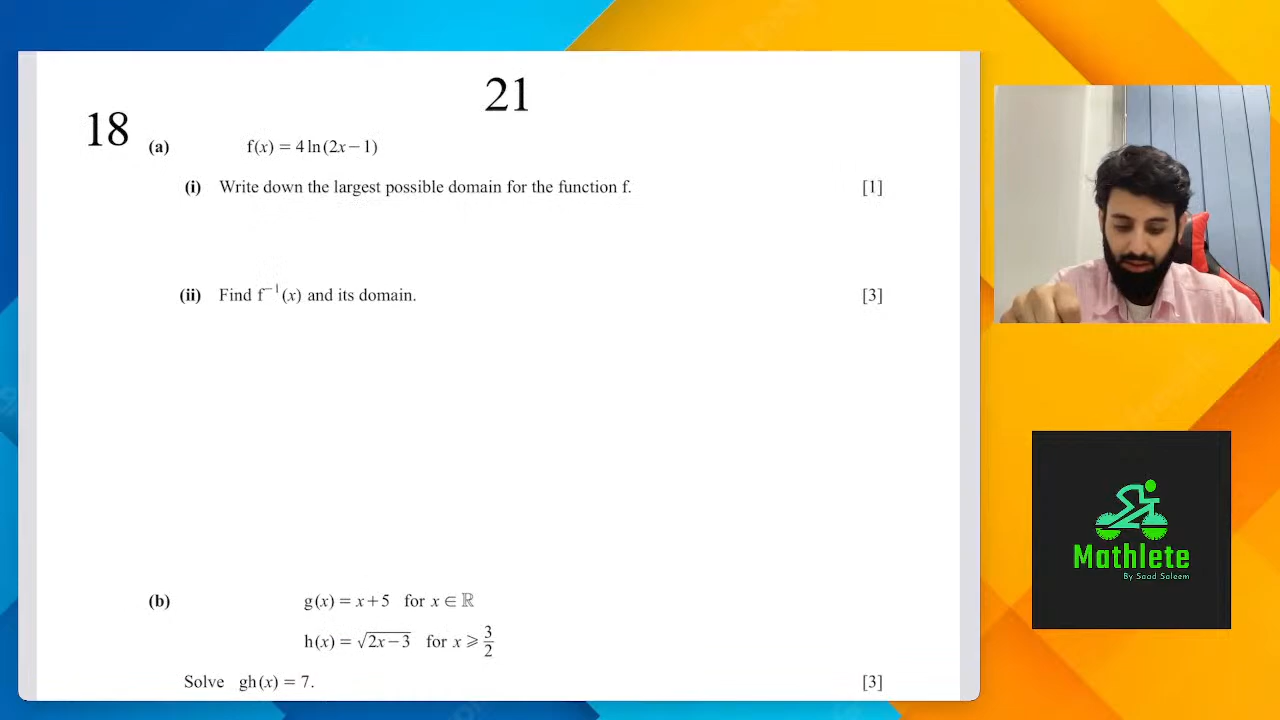 21
18
(a) f(x) = 4 ln(2x − 1)
(i) Write down the largest possible domain for the function f. [1]
(ii) Find f⁻¹(x) and its domain. [3]
(b) g(x) = x + 5 for x ∈ ℝ
h(x) = √(2x − 3) for x ⩾ 3/2
Solve gh(x) = 7. [3]
Mathlete
By Saad Saleem